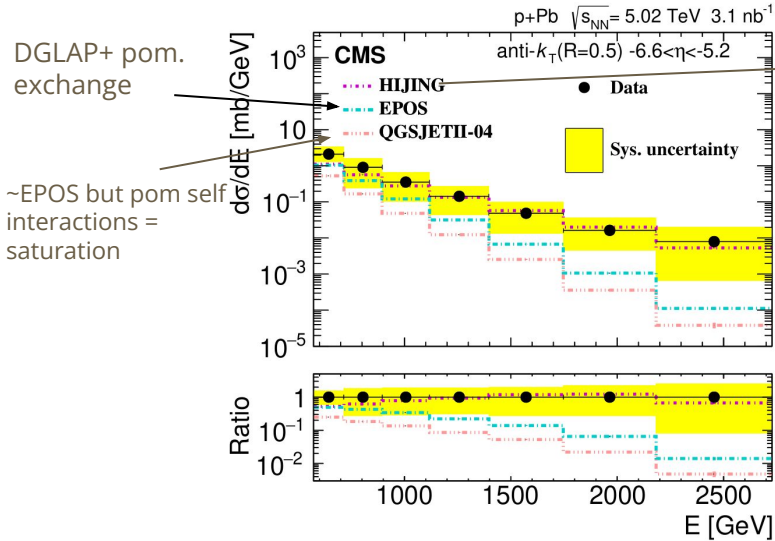 p+Pb √s_NN = 5.02 TeV 3.1 nb⁻¹
DGLAP+ pom.
exchange
CMS
anti-k_T(R=0.5) -6.6<η<-5.2
HIJING
EPOS
QGSJETII-04
Data
Sys. uncertainty
~EPOS but pom self
interactions =
saturation
dσ/dE [mb/GeV]
10³
10
10⁻¹
10⁻³
10⁻⁵
Ratio
1
10⁻¹
10⁻²
1000 1500 2000 2500
E [GeV]